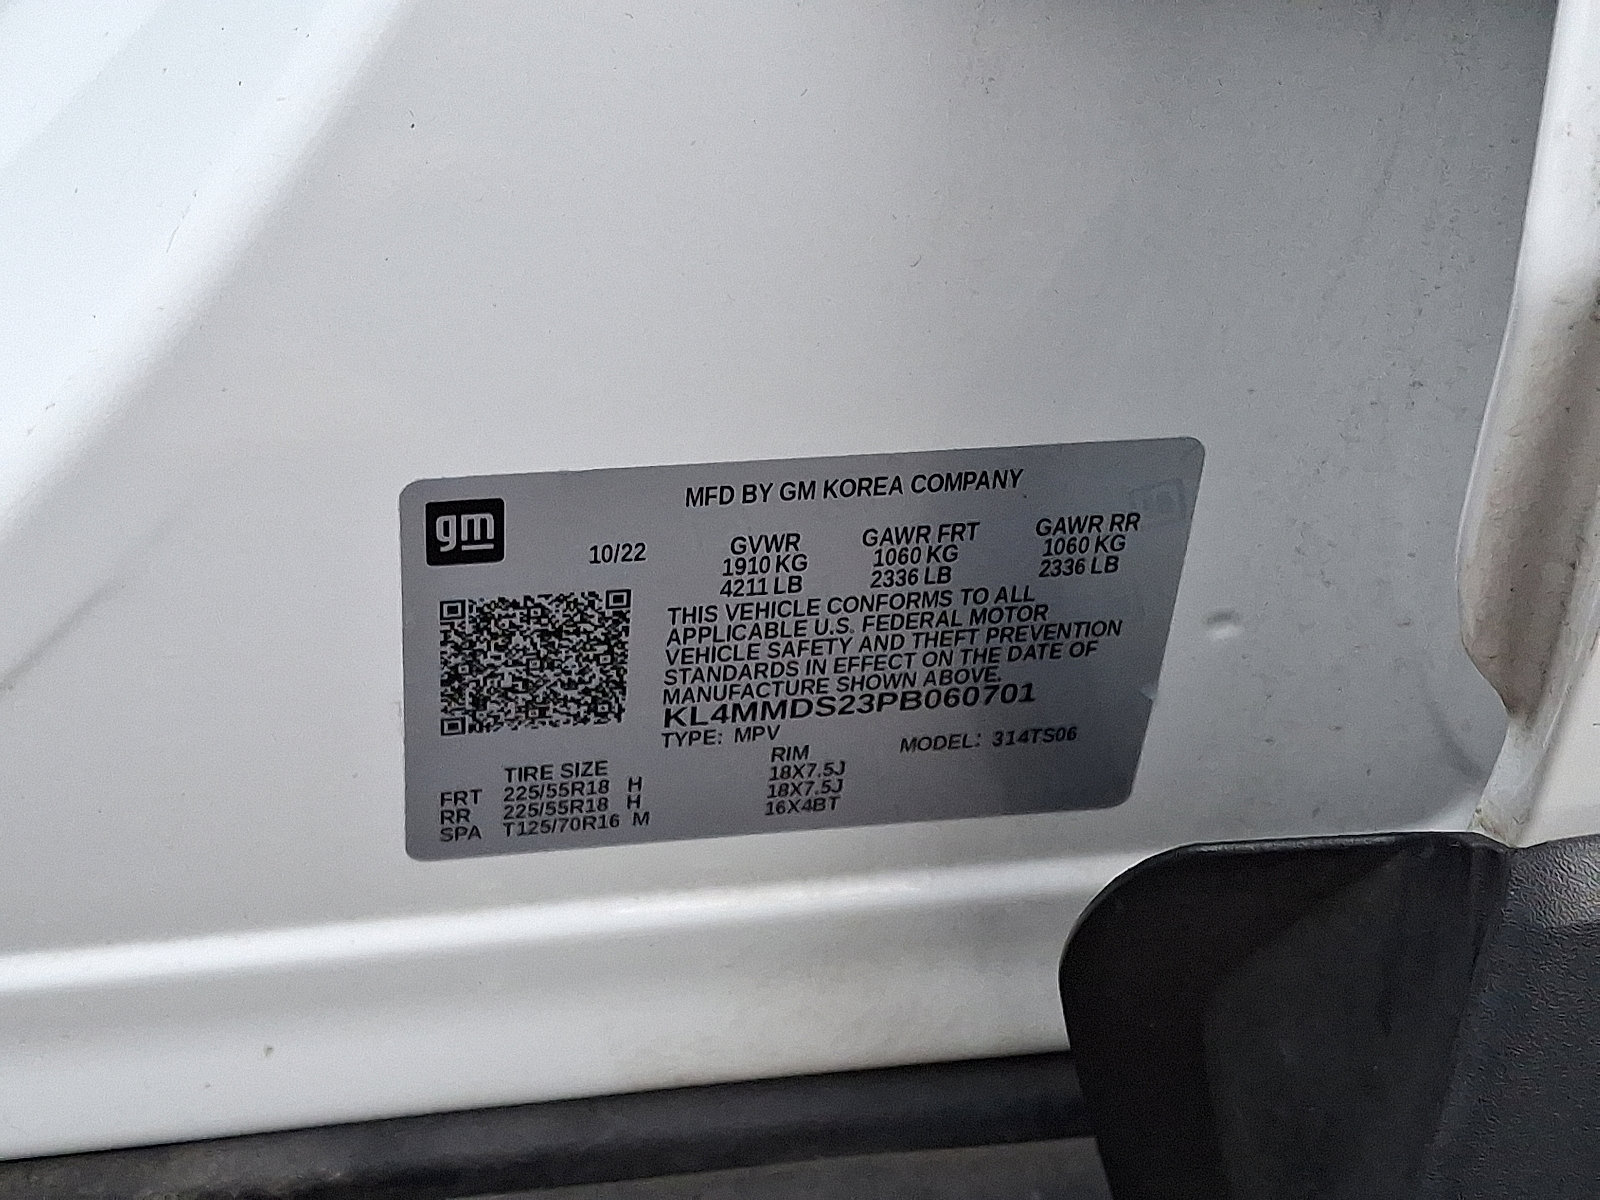 MFD BY GM KOREA COMPANY
gm
10/22
GVWR GAWR FRT GAWR RR
1910 KG 1060 KG 1060 KG
4211 LB 2336 LB 2336 LB
THIS VEHICLE CONFORMS TO ALL
APPLICABLE U.S. FEDERAL MOTOR
VEHICLE SAFETY AND THEFT PREVENTION
STANDARDS IN EFFECT ON THE DATE OF
MANUFACTURE SHOWN ABOVE.
KL4MMDS23PB060701
TYPE: MPV MODEL: 314TS06
TIRE SIZE RIM
FRT 225/55R18 H 18X7.5J
RR 225/55R18 H 18X7.5J
SPA T125/70R16 M 16X4BT